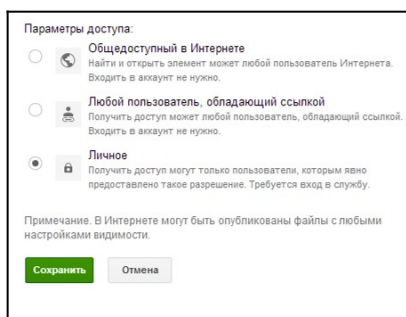 Параметры доступа:
Общедоступный в Интернете
Найти и открыть элемент может любой пользователь Интернета.
Входить в аккаунт не нужно.
Любой пользователь, обладающий ссылкой
Получить доступ может любой пользователь, обладающий ссылкой.
Входить в аккаунт не нужно.
Личное
Получить доступ могут только пользователи, которым явно
предоставлено такое разрешение. Требуется вход в службу.
Примечание. В Интернете могут быть опубликованы файлы с любыми
настройками видимости.
Сохранить Отмена